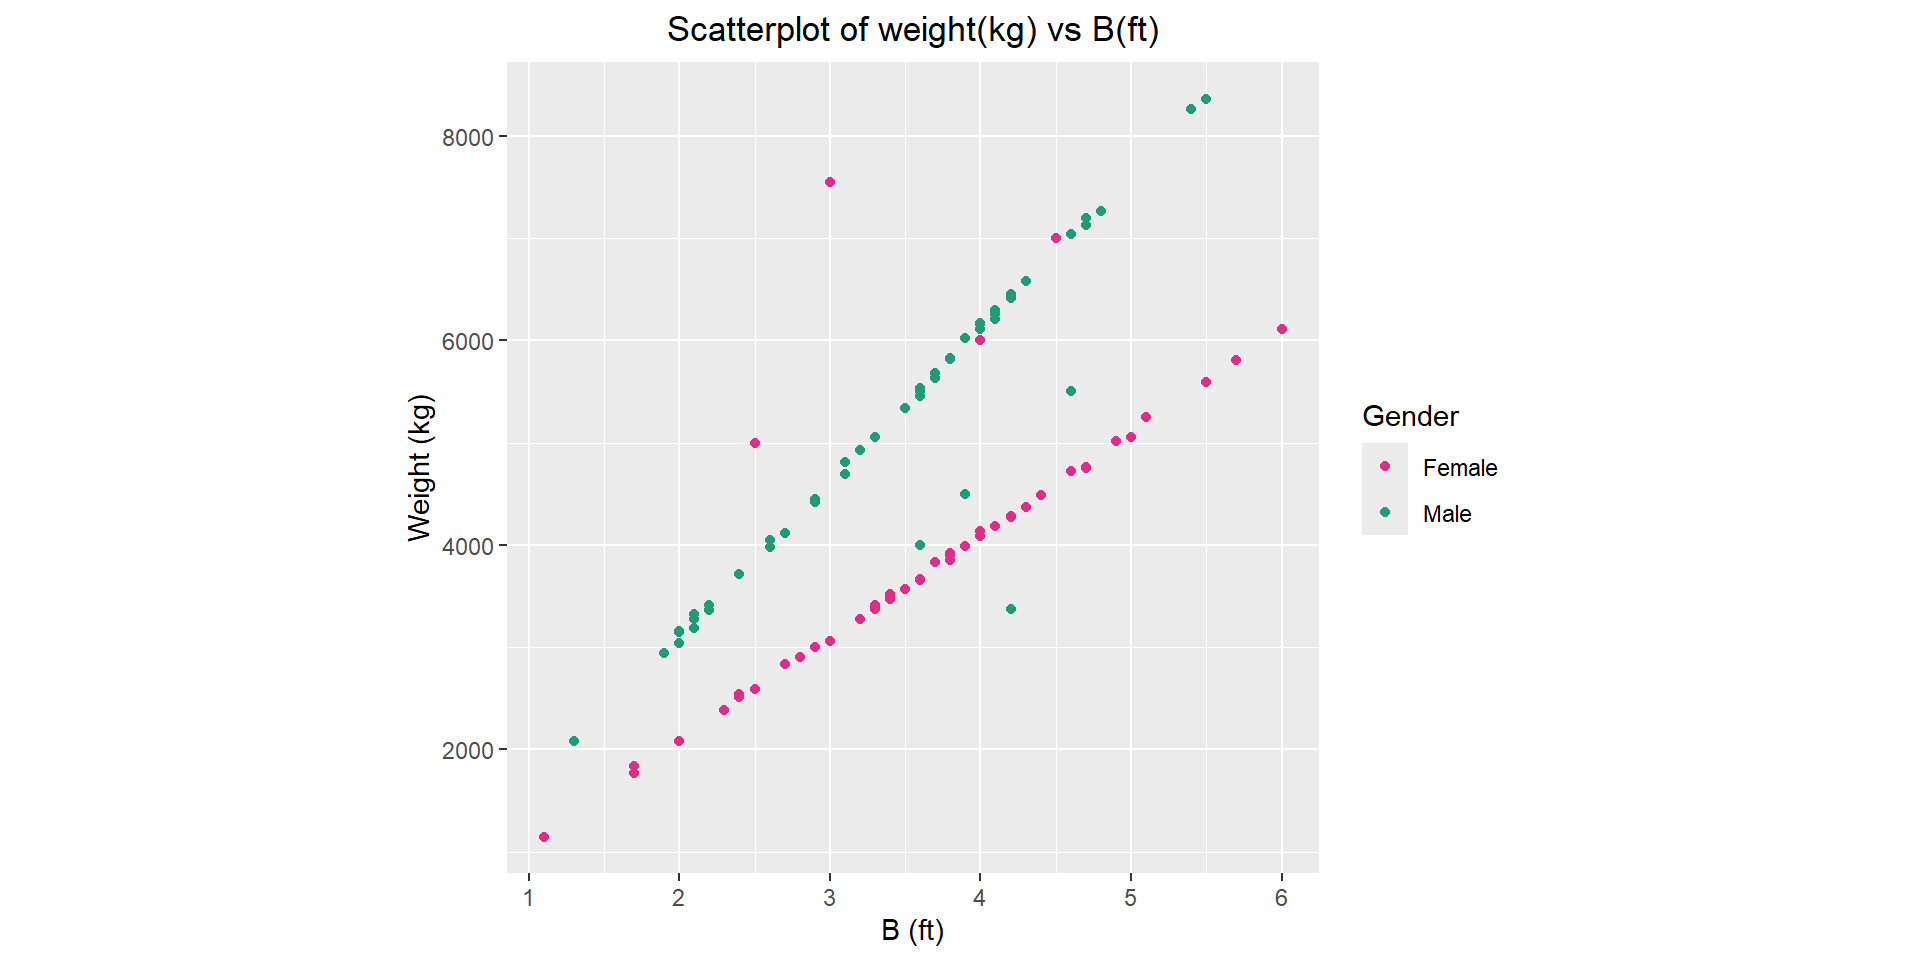 Scatterplot of weight(kg) vs B(ft)
8000
6000
4000
2000
Weight (kg)
1 2 3 4 5 6
B (ft)
Gender
Female
Male